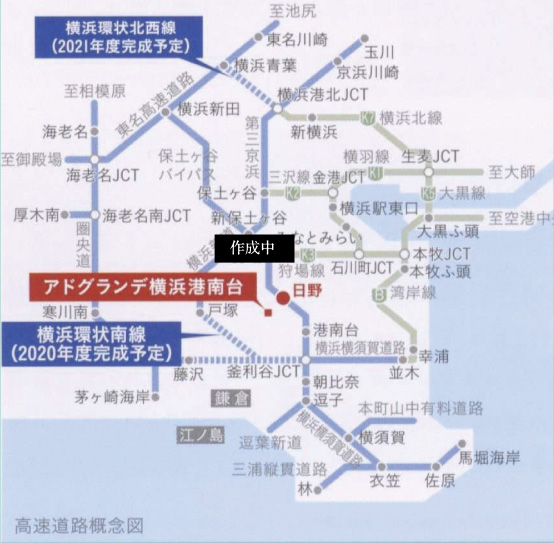 至池尻
横浜環状北西線
(2021年度完成予定)
東名川崎
玉川
横浜青葉
京浜川崎
至相模原
東名高速道路
横浜新田
横浜港北JCT
K7
横浜北線
第三京浜
新横浜
海老名
保土ヶ谷
バイパス
横羽線
生麦JCT
至御殿場
海老名JCT
三沢線
金港JCT
K1
至大師
保土ヶ谷
K2
K5
大黒線
横浜駅東口
厚木南
海老名南JCT
新保土ヶ谷
大黒ふ頭
至空港中
圏央道
作成中
みなとみらい
K3
狩場線
石川町JCT
本牧JCT
本牧ふ頭
アドグランデ横浜港南台
日野
B
湾岸線
寒川南
戸塚
横浜環状南線
(2020年度完成予定)
港南台
横浜横須賀道路
幸浦
藤沢
釜利谷JCT
並木
茅ヶ崎海岸
鎌倉
朝比奈
逗子
本町山中有料道路
江ノ島
逗葉新道
横浜横須賀道路
横須賀
馬堀海岸
三浦縦貫道路
林
衣笠
佐原
高速道路概念図